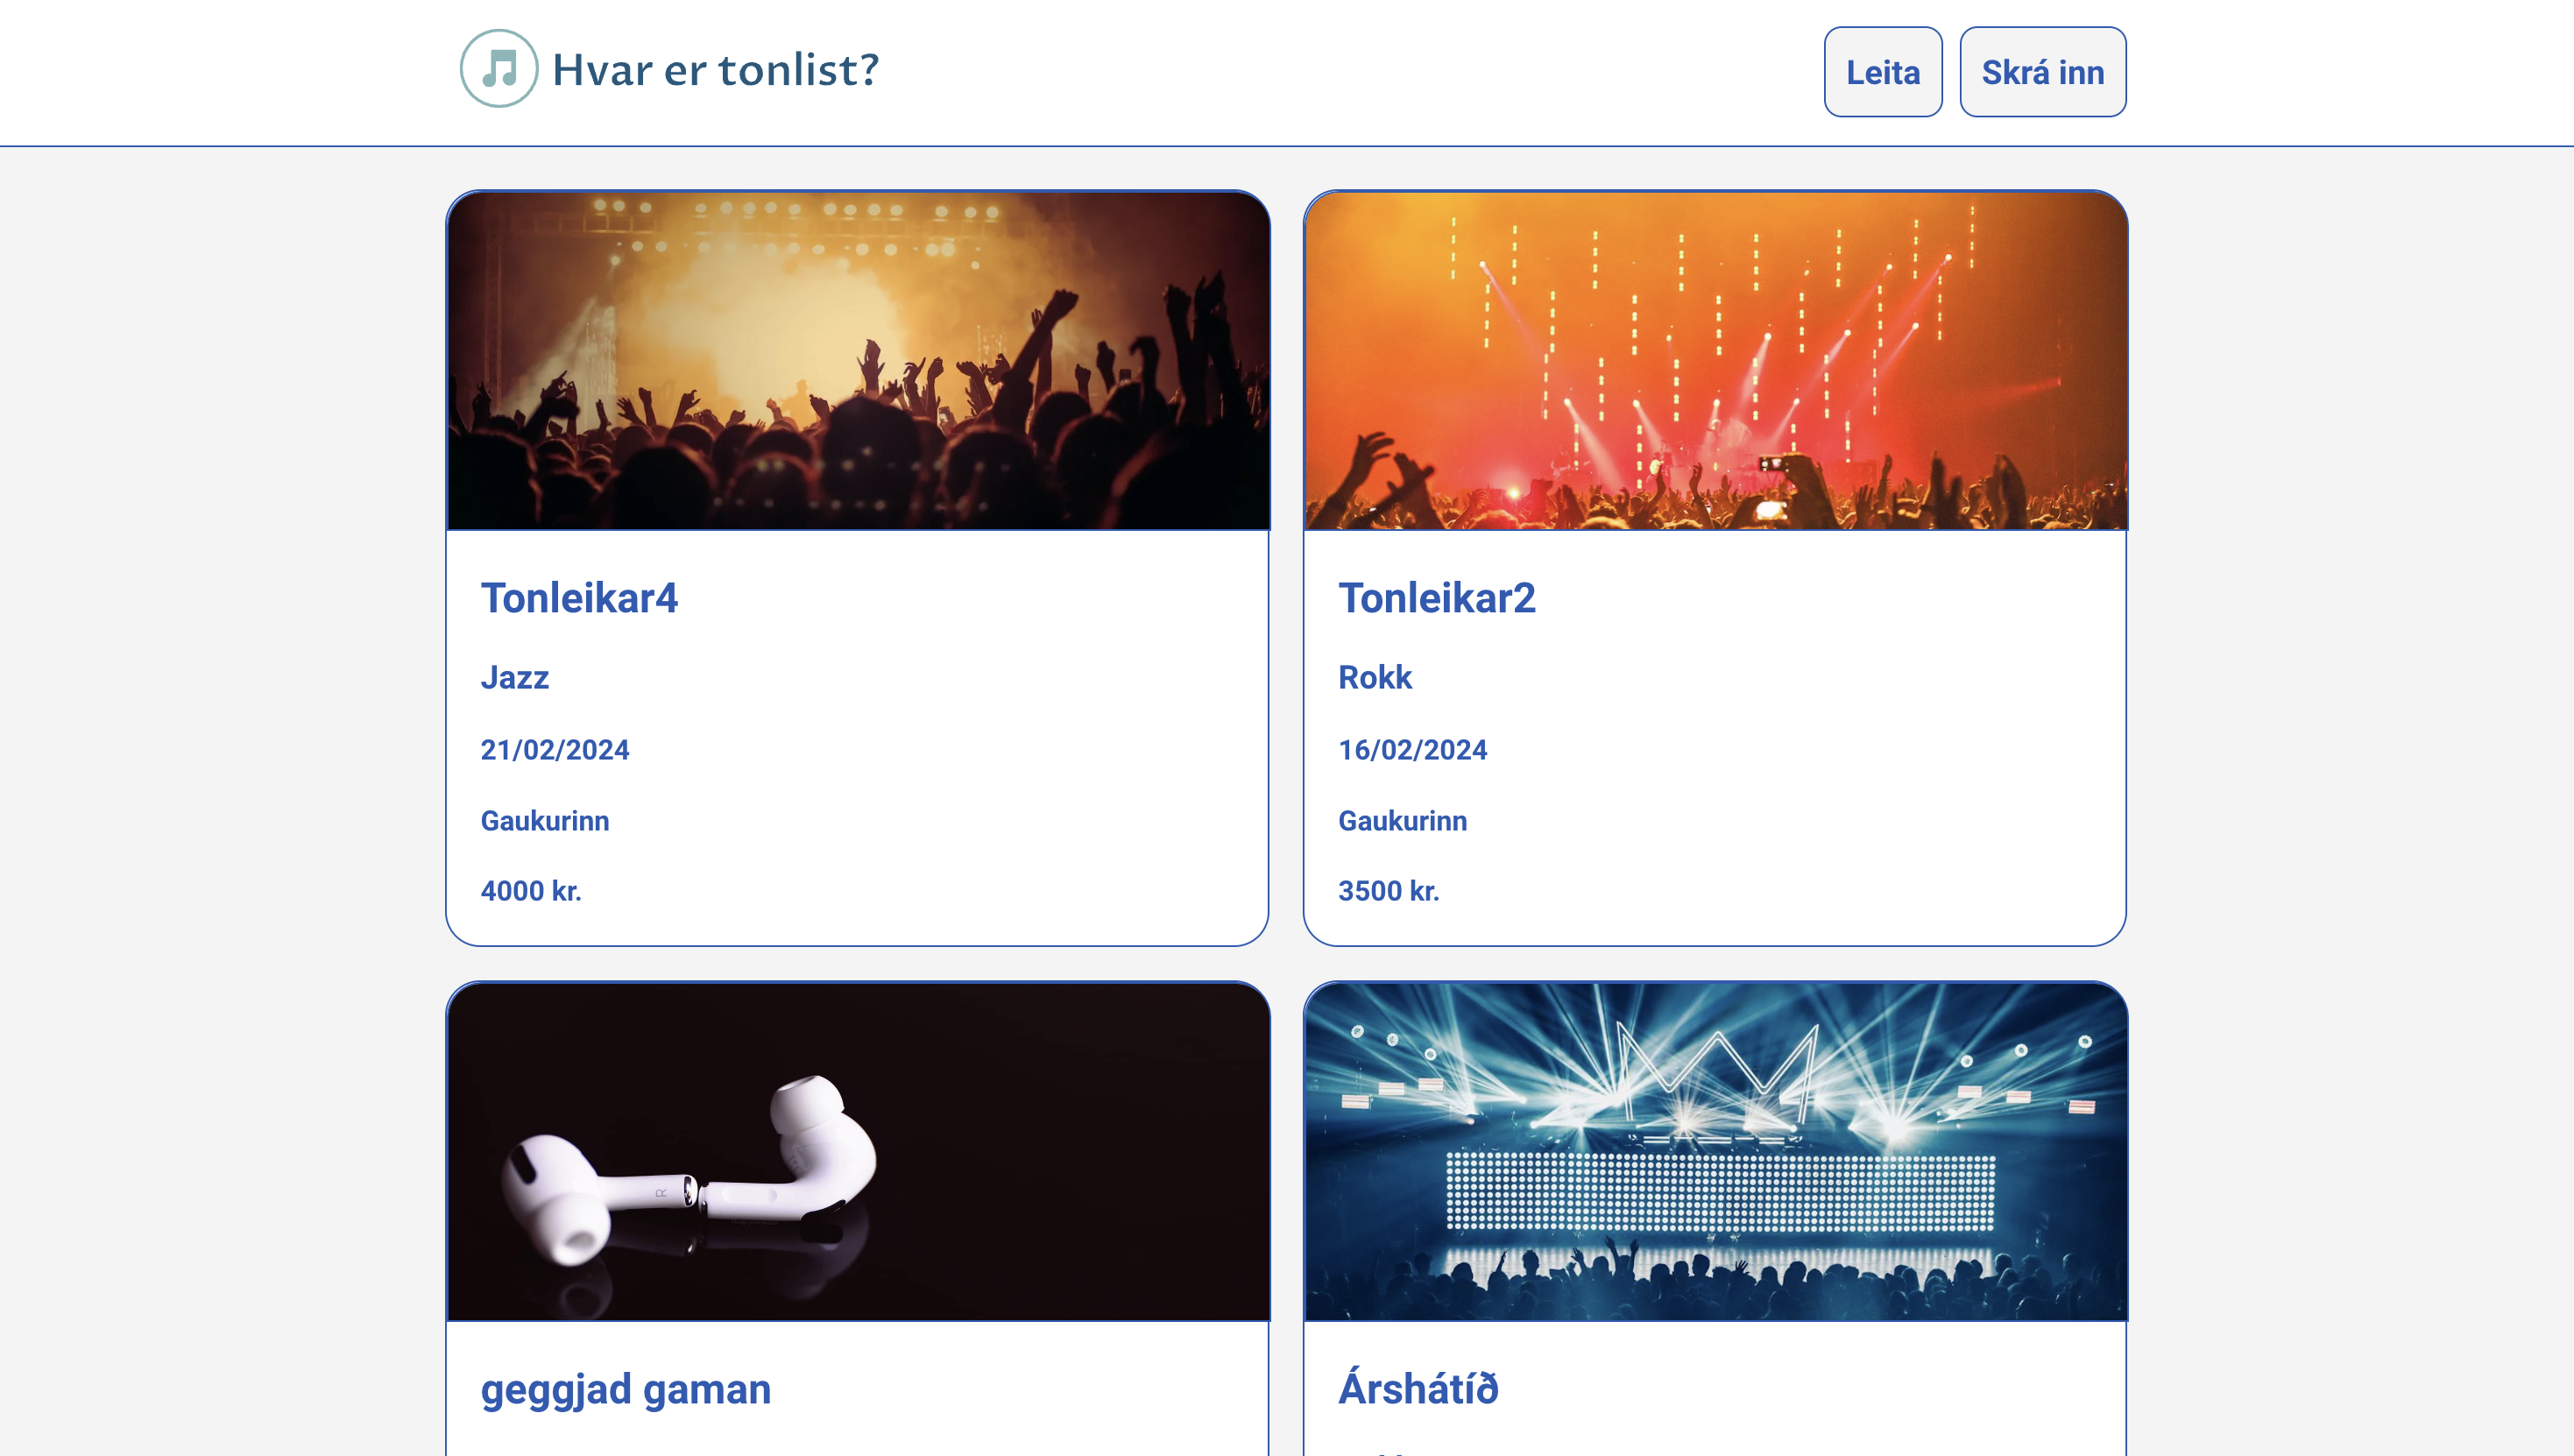 Hvar er tonlist?
Leita
Skrá inn
Tonleikar4
Jazz
21/02/2024
Gaukurinn
4000 kr.
Tonleikar2
Rokk
16/02/2024
Gaukurinn
3500 kr.
R
geggjad gaman
Árshátíð